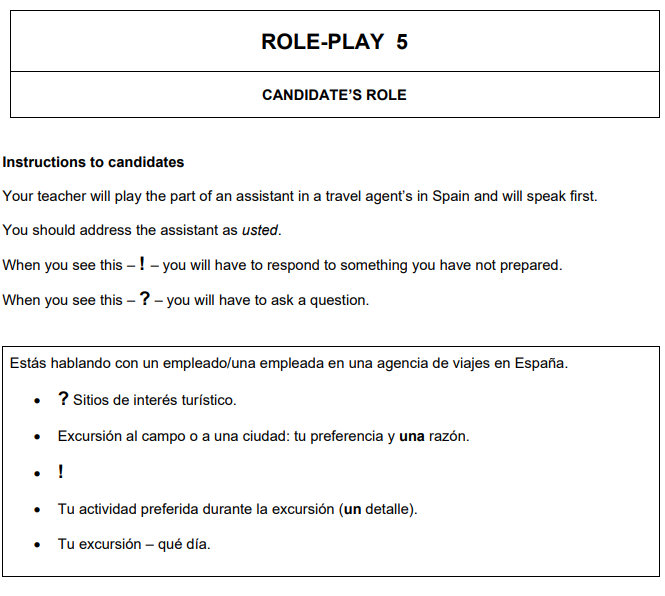 ROLE-PLAY 5
CANDIDATE'S ROLE
Instructions to candidates
Your teacher will play the part of an assistant in a travel agent's in Spain and will speak first.
You should address the assistant as usted.
When you see this – ! – you will have to respond to something you have not prepared.
When you see this – ? – you will have to ask a question.
Estás hablando con un empleado/una empleada en una agencia de viajes en España.
• ? Sitios de interés turístico.
• Excursión al campo o a una ciudad: tu preferencia y una razón.
• !
• Tu actividad preferida durante la excursión (un detalle).
• Tu excursión – qué día.